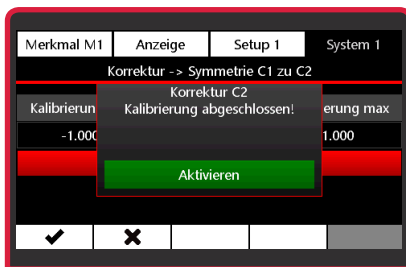 Merkmal M1 Anzeige Setup 1 System 1
Korrektur -> Symmetrie C1 zu C2
Korrektur C2
Kalibrierun Kalibrierung abgeschlossen! erung max
-1.000 1.000
Aktivieren